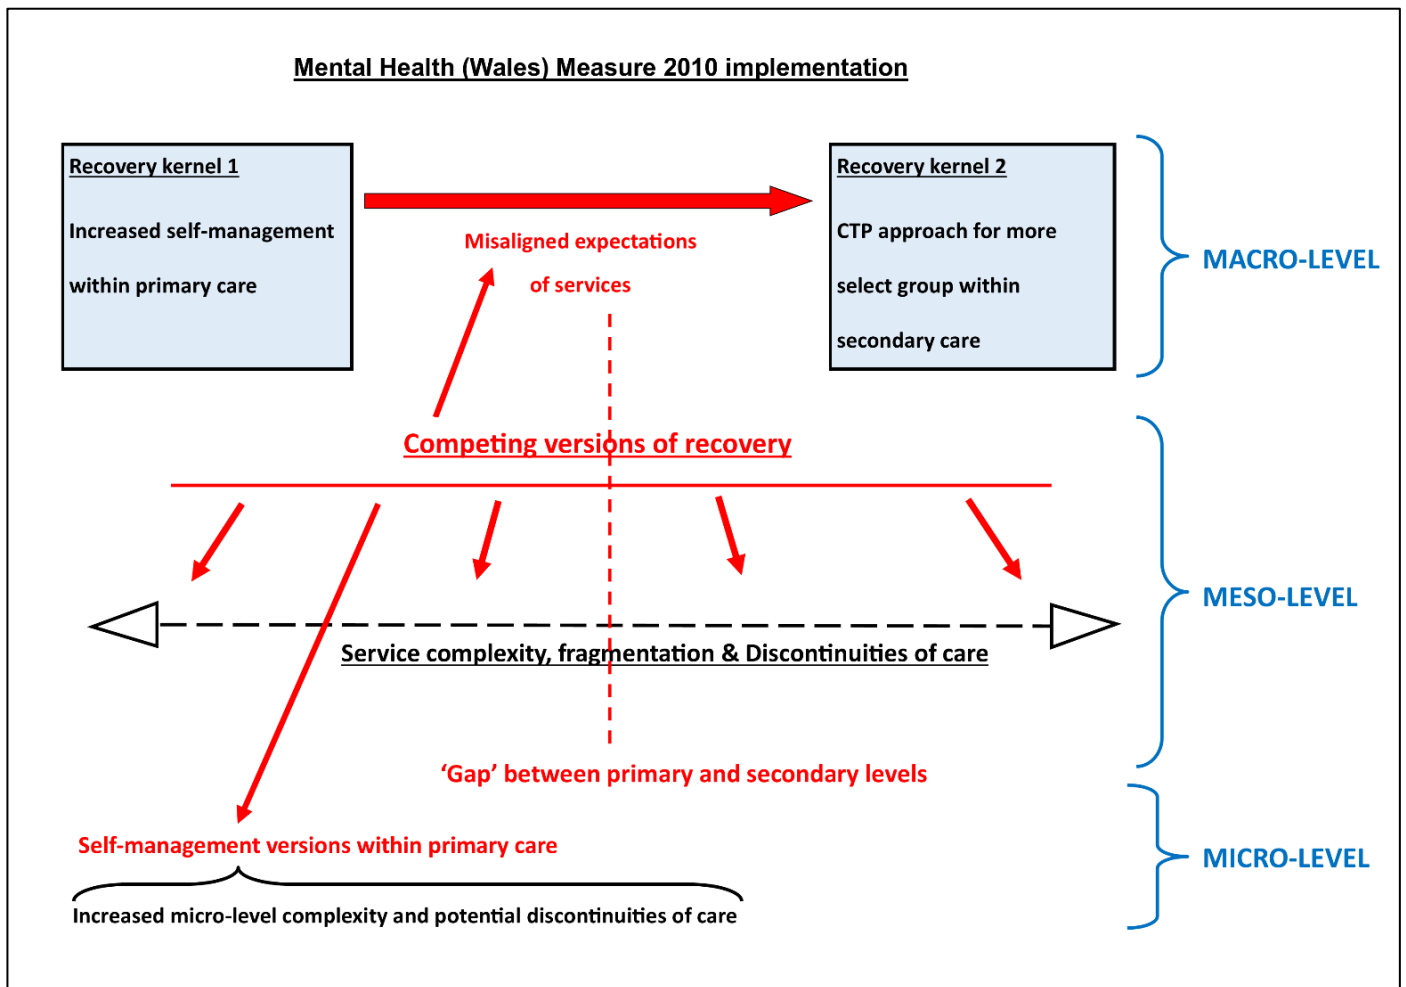 Mental Health (Wales) Measure 2010 implementation
Recovery kernel 1
Increased self-management
within primary care
Misaligned expectations
of services
Recovery kernel 2
CTP approach for more
select group within
secondary care
MACRO-LEVEL
Competing versions of recovery
MESO-LEVEL
Service complexity, fragmentation & Discontinuities of care
‘Gap’ between primary and secondary levels
Self-management versions within primary care
MICRO-LEVEL
Increased micro-level complexity and potential discontinuities of care